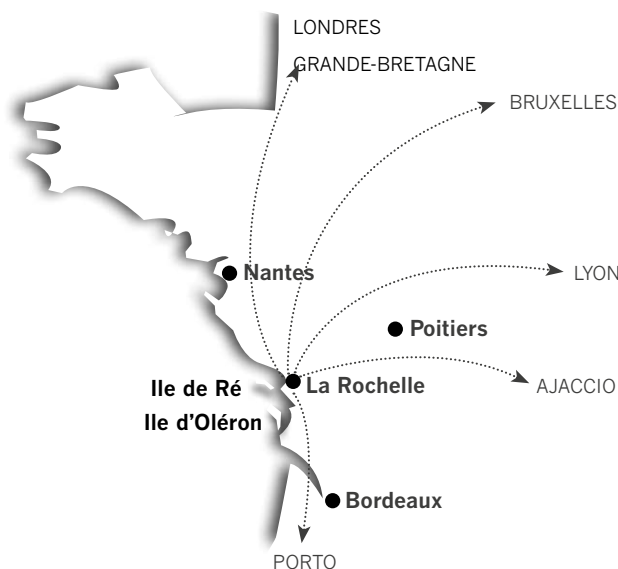 LONDRES
GRANDE-BRETAGNE
BRUXELLES
Nantes
LYON
Poitiers
La Rochelle
AJACCIO
Ile de Ré
Ile d’Oléron
Bordeaux
PORTO